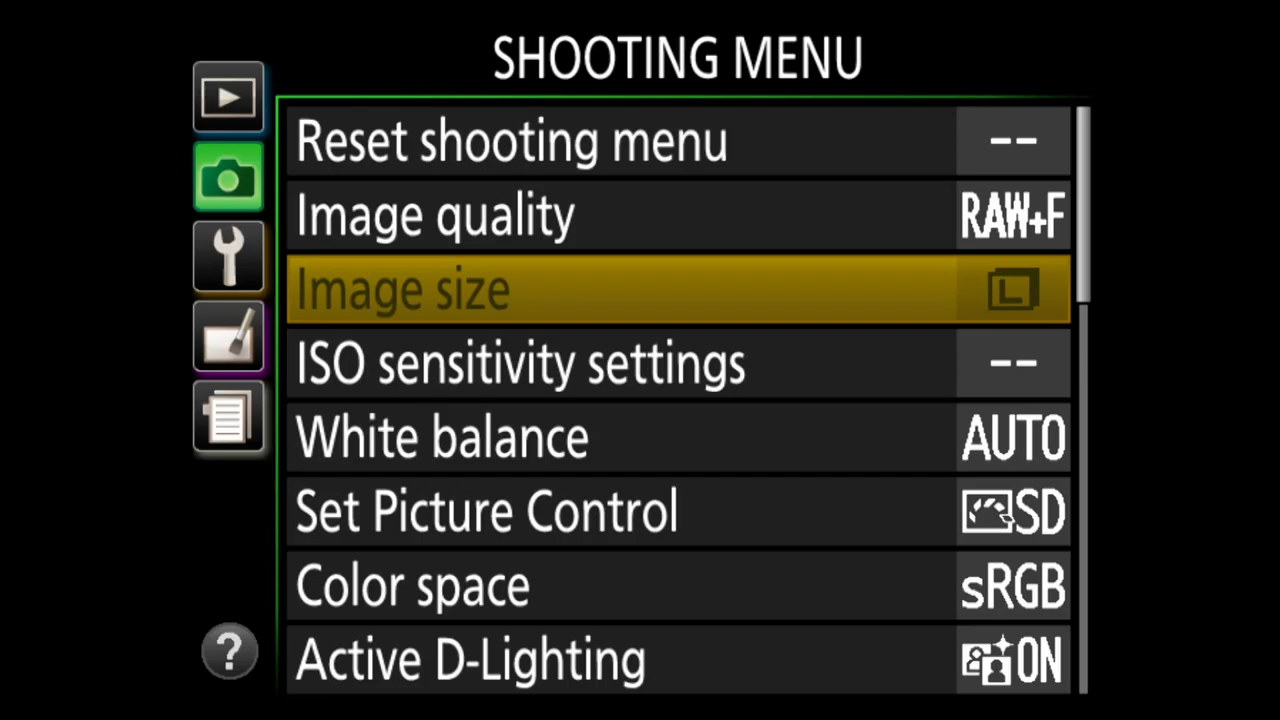 SHOOTING MENU
Reset shooting menu --
Image quality RAW+F
Image size L
ISO sensitivity settings --
White balance AUTO
Set Picture Control SD
Color space sRGB
Active D-Lighting ON
?